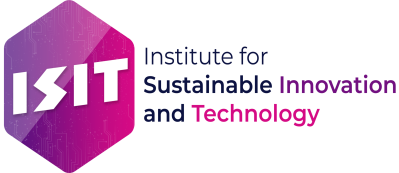 ISIT
Institute for
Sustainable Innovation
and Technology